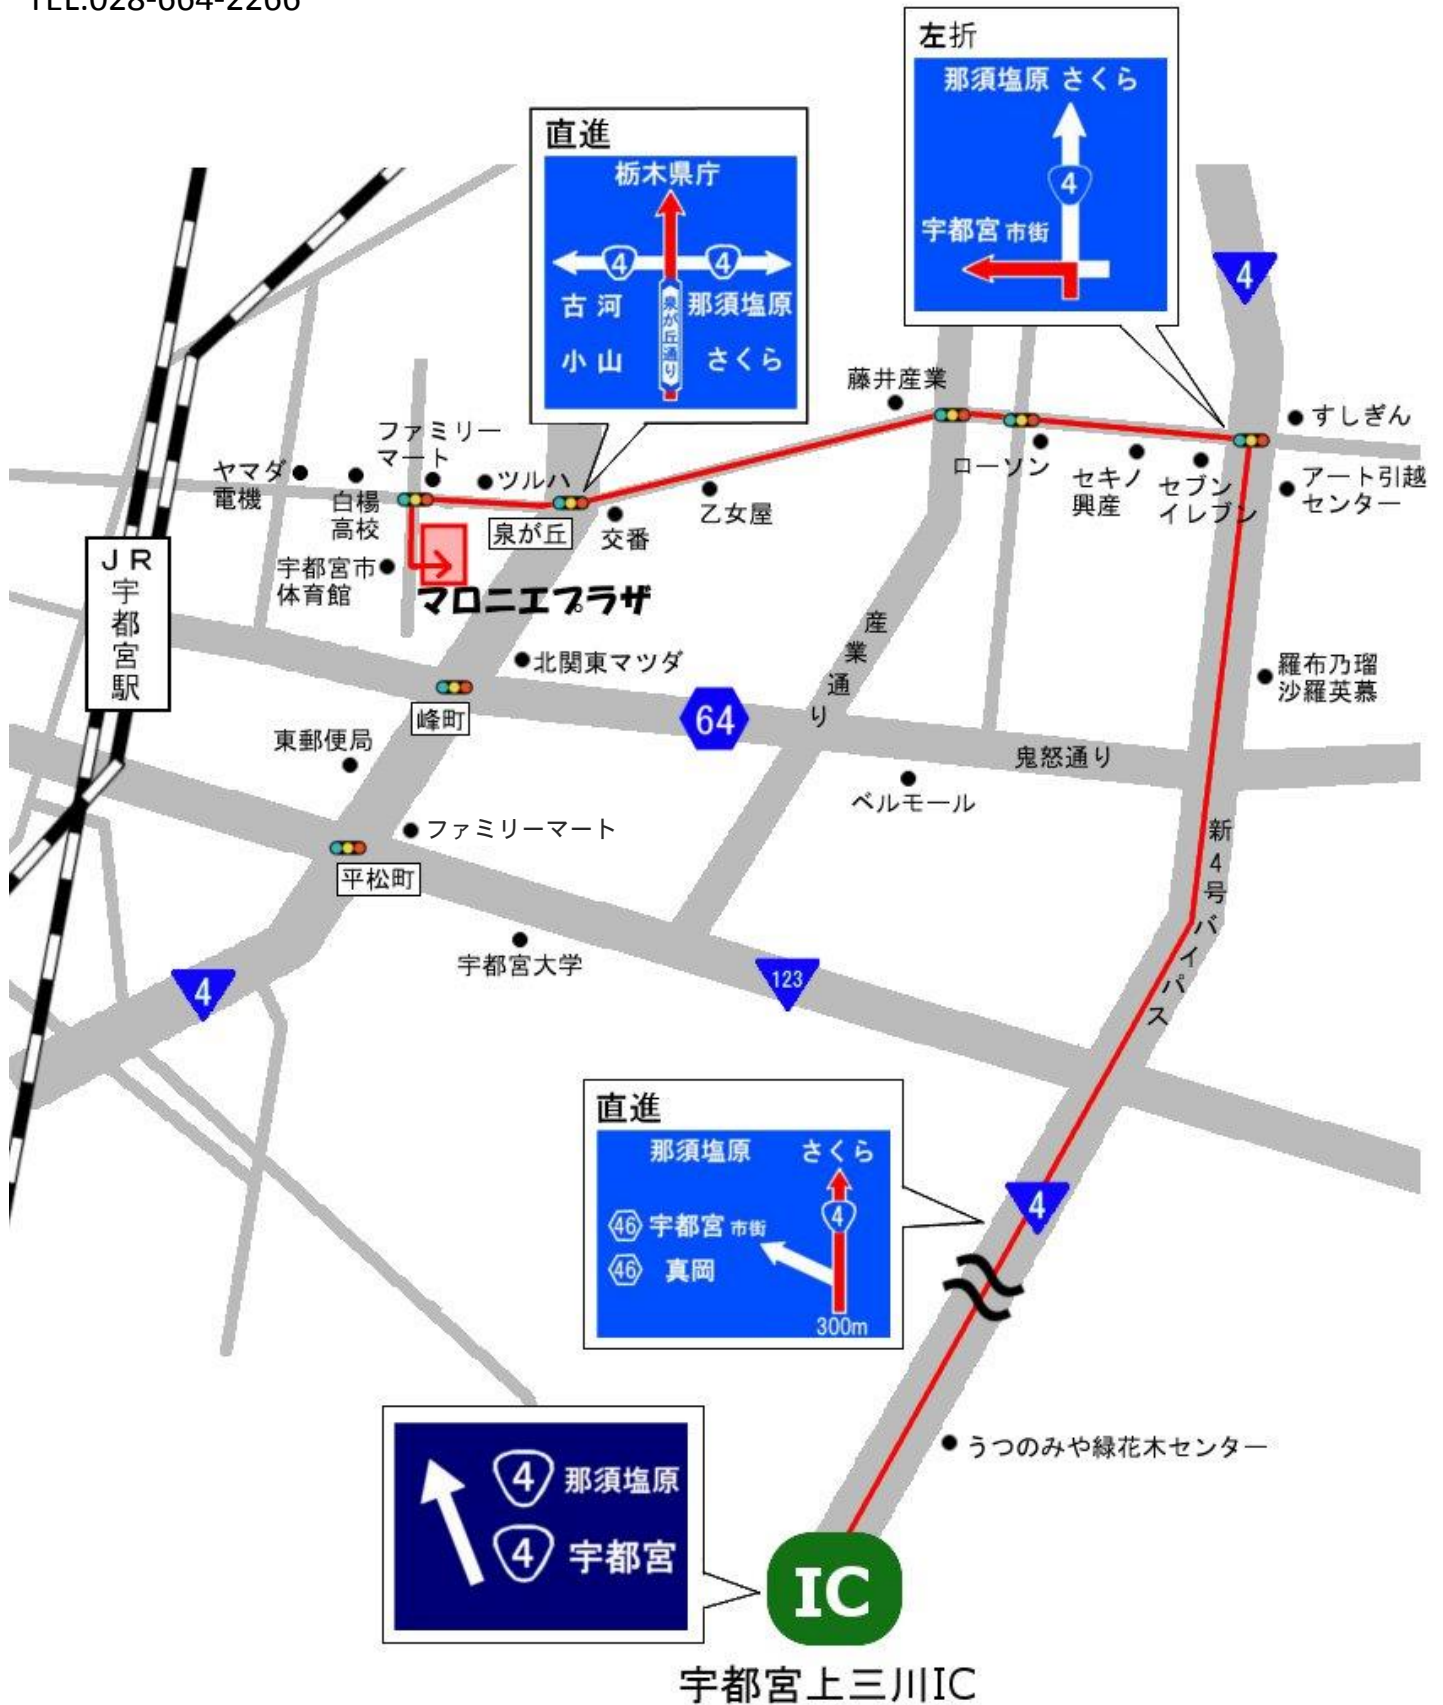 TEL:028-664-2266
左折
那須塩原 さくら
4
宇都宮 市街
直進
栃木県庁
4
4
古河
那須塩原
小山
さくら
泉が丘通り
4
藤井産業
すしぎん
ファミリー
マート
ヤマダ
電機
白楊
高校
ツルハ
ローソン
セキノ
興産
セブン
イレブン
アート引越
センター
泉が丘
交番
乙女屋
JR
宇都宮駅
宇都宮市
体育館
マロニエプラザ
産業通り
北関東マツダ
羅布乃瑠
沙羅英慕
峰町
64
東郵便局
鬼怒通り
ベルモール
ファミリーマート
新4号バイパス
平松町
宇都宮大学
4
123
直進
那須塩原 さくら
4
46 宇都宮 市街
46 真岡
300m
4
うつのみや緑花木センター
4 那須塩原
4 宇都宮
IC
宇都宮上三川IC